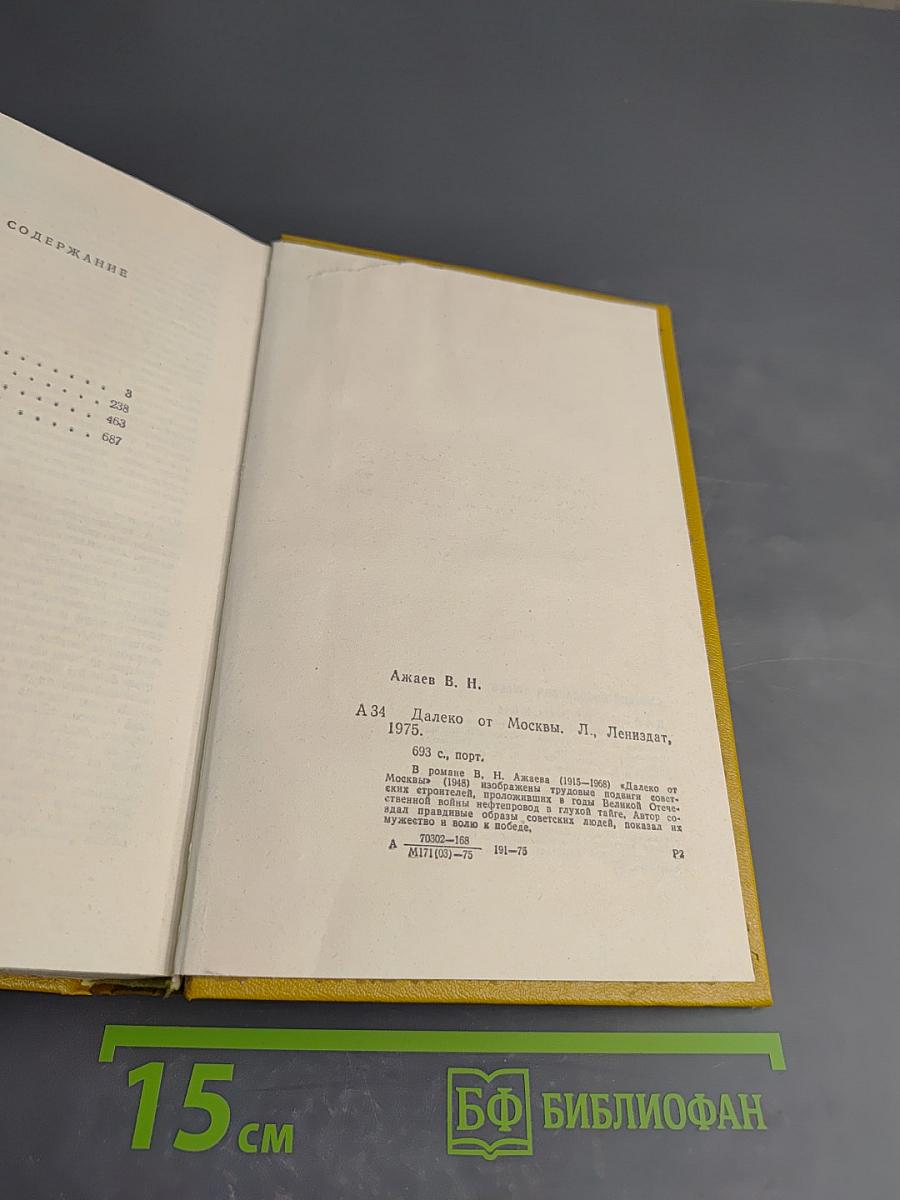 СОДЕРЖАНИЕ
3
238
463
687
Ажаев В. Н.
А 34 Далеко от Москвы. Л., Лениздат,
1975.
693 с., порт.
В романе В. Н. Ажаева (1915—1968) «Далеко от
Москвы» (1948) изображены трудовые подвиги совет-
ских строителей, проложивших в годы Великой Отече-
ственной войны нефтепровод в глухой тайге. Автор со-
здал правдивые образы советских людей, показал их
мужество и волю к победе.
А 70302—168
М171(03)—75 191—75 Р2
15 см
БФ БИБЛИОФАН